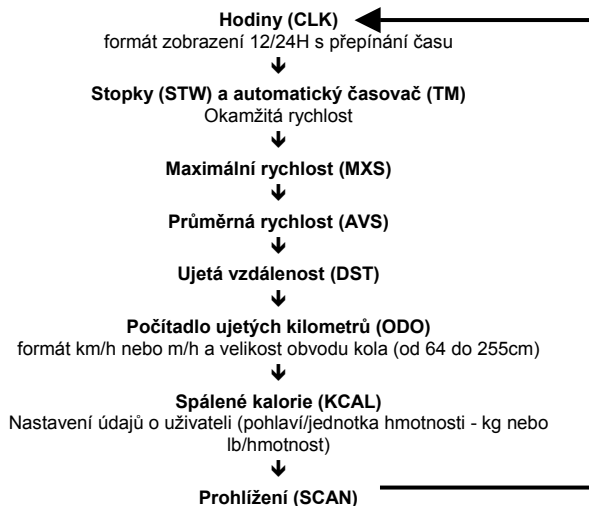 Hodiny (CLK)
formát zobrazení 12/24H s přepínání času
Stopky (STW) a automatický časovač (TM)
Okamžitá rychlost
Maximální rychlost (MXS)
Průměrná rychlost (AVS)
Ujetá vzdálenost (DST)
Počítadlo ujetých kilometrů (ODO)
formát km/h nebo m/h a velikost obvodu kola (od 64 do 255cm)
Spálené kalorie (KCAL)
Nastavení údajů o uživateli (pohlaví/jednotka hmotnosti - kg nebo
lb/hmotnost)
Prohlížení (SCAN)